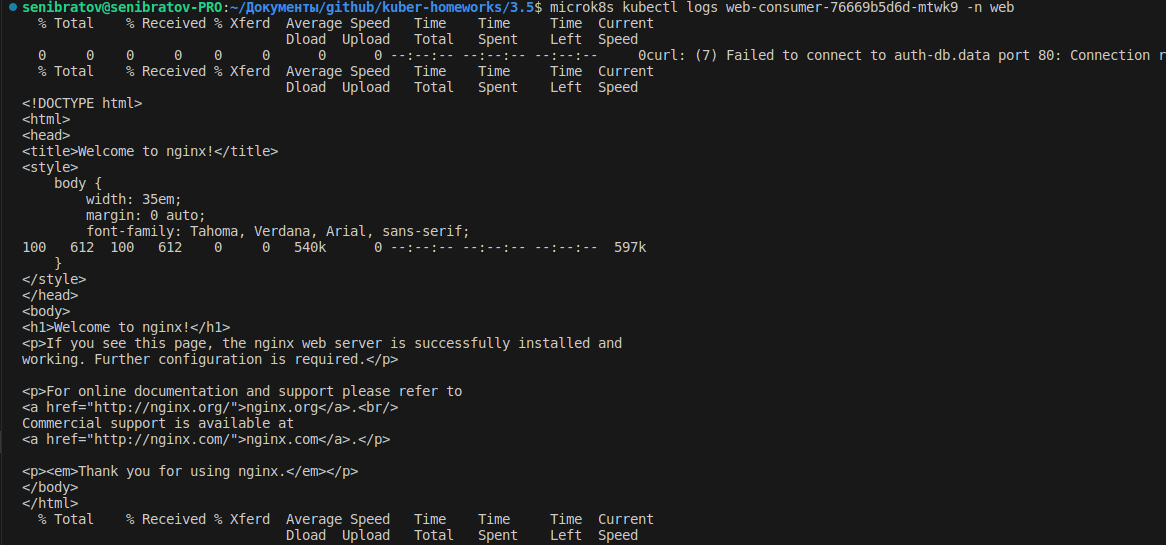 senibratov@senibratov-PRO:~/Документы/github/kuber-homeworks/3.5$ microk8s kubectl logs web-consumer-76669b5d6d-mtwk9 -n web
  % Total    % Received % Xferd  Average Speed   Time    Time     Time  Current
                                 Dload  Upload   Total   Spent    Left  Speed
  0     0    0     0    0     0      0      0 --:--:-- --:--:-- --:--:--     0curl: (7) Failed to connect to auth-db.data port 80: Connection r
  % Total    % Received % Xferd  Average Speed   Time    Time     Time  Current
                                 Dload  Upload   Total   Spent    Left  Speed
<!DOCTYPE html>
<html>
<head>
<title>Welcome to nginx!</title>
<style>
    body {
        width: 35em;
        margin: 0 auto;
        font-family: Tahoma, Verdana, Arial, sans-serif;
100   612  100   612    0     0   540k      0 --:--:-- --:--:-- --:--:--  597k
    }
</style>
</head>
<body>
<h1>Welcome to nginx!</h1>
<p>If you see this page, the nginx web server is successfully installed and
working. Further configuration is required.</p>

<p>For online documentation and support please refer to
<a href="http://nginx.org/">nginx.org</a>.<br/>
Commercial support is available at
<a href="http://nginx.com/">nginx.com</a>.</p>

<p><em>Thank you for using nginx.</em></p>
</body>
</html>
  % Total    % Received % Xferd  Average Speed   Time    Time     Time  Current
                                 Dload  Upload   Total   Spent    Left  Speed